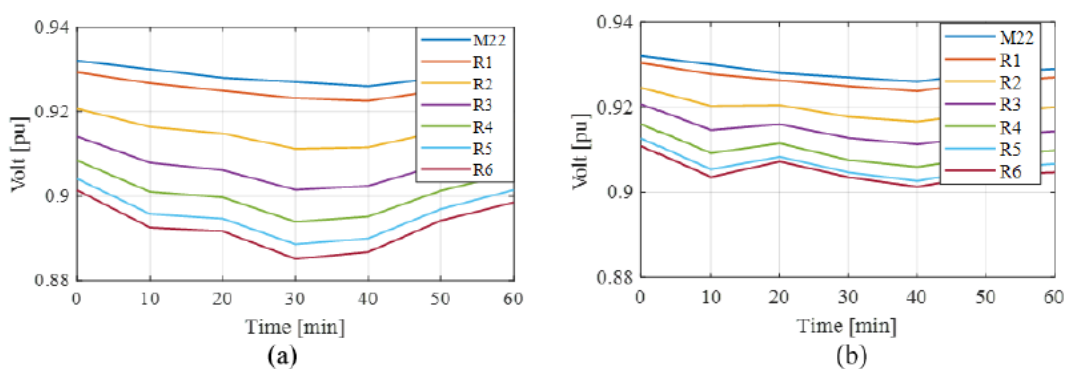 0.94
0.92
0.9
0.88
Volt [pu]
0 10 20 30 40 50 60
Time [min]
M22
R1
R2
R3
R4
R5
R6
(a)
0.94
0.92
0.9
0.88
Volt [pu]
0 10 20 30 40 50 60
Time [min]
M22
R1
R2
R3
R4
R5
R6
(b)